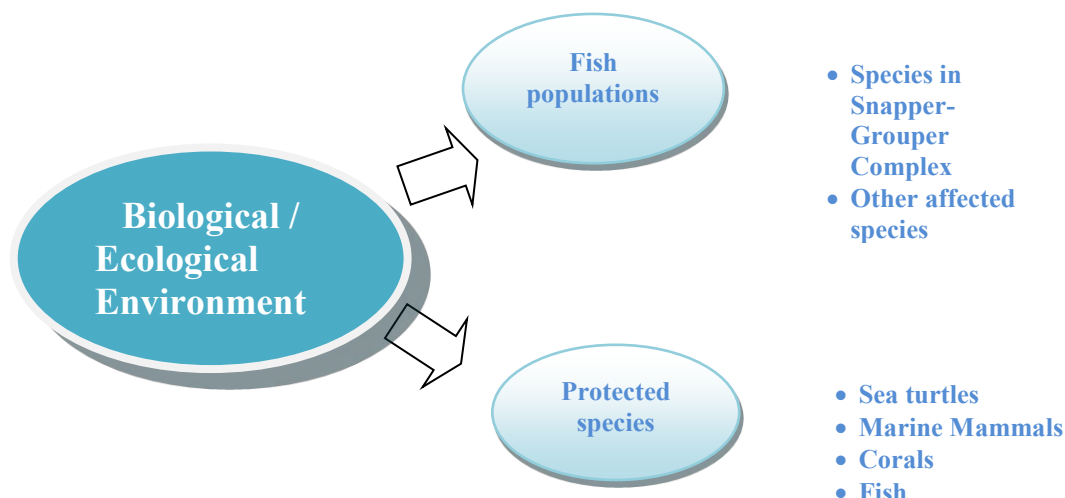 Fish
populations
• Species in
Snapper-
Grouper
Complex
• Other affected
species
Biological /
Ecological
Environment
Protected
species
• Sea turtles
• Marine Mammals
• Corals
• Fish